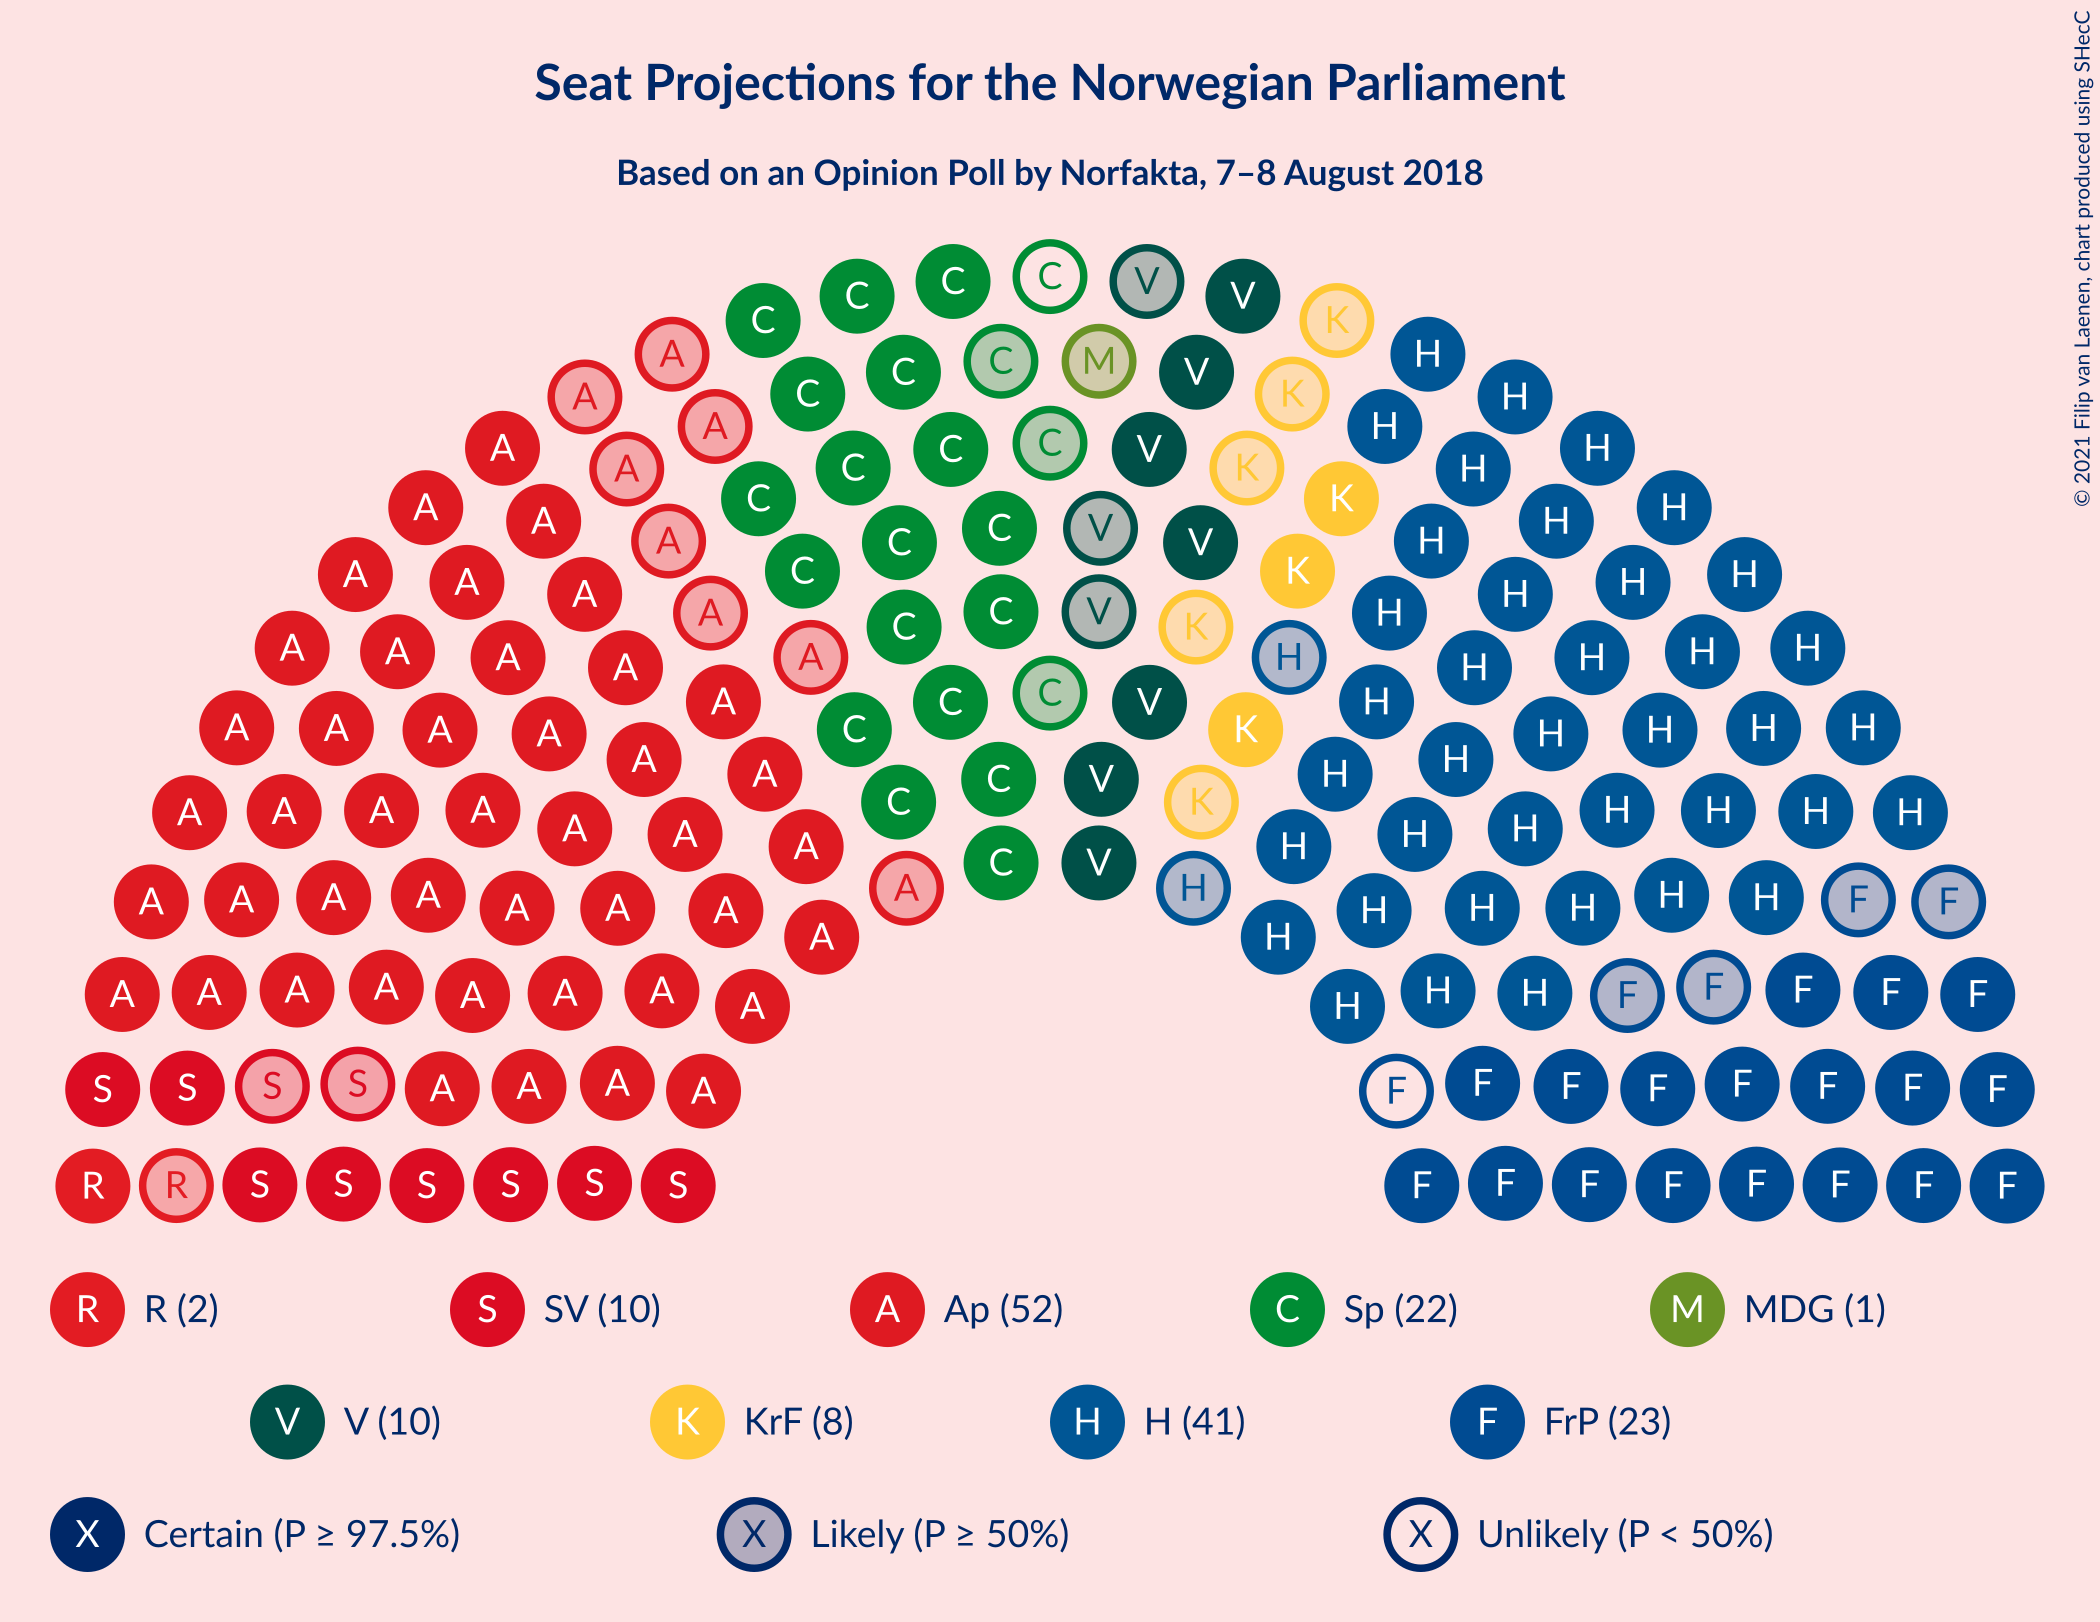 Seat Projections for the Norwegian Parliament
Based on an Opinion Poll by Norfakta, 7–8 August 2018
© 2021 Filip van Laenen, chart produced using SHecC
C C C C V V K
A A C C C M V K H H
A A C C C V K K H H H
A A A C C C V V K H H H H
A A A A C C V K H H H H H
A A A A A C C V K H H H H H H
A A A A A A C C V K H H H H H H H
A A A A A A A A C V H H H H H H H F F
A A A A A A A A H H H F F F F F
S S S S A A A A F F F F F F F F
R R S S S S S S F F F F F F F F
R R (2) S SV (10) A Ap (52) C Sp (22) M MDG (1)
V V (10) K KrF (8) H H (41) F FrP (23)
X Certain (P ≥ 97.5%) X Likely (P ≥ 50%) X Unlikely (P < 50%)